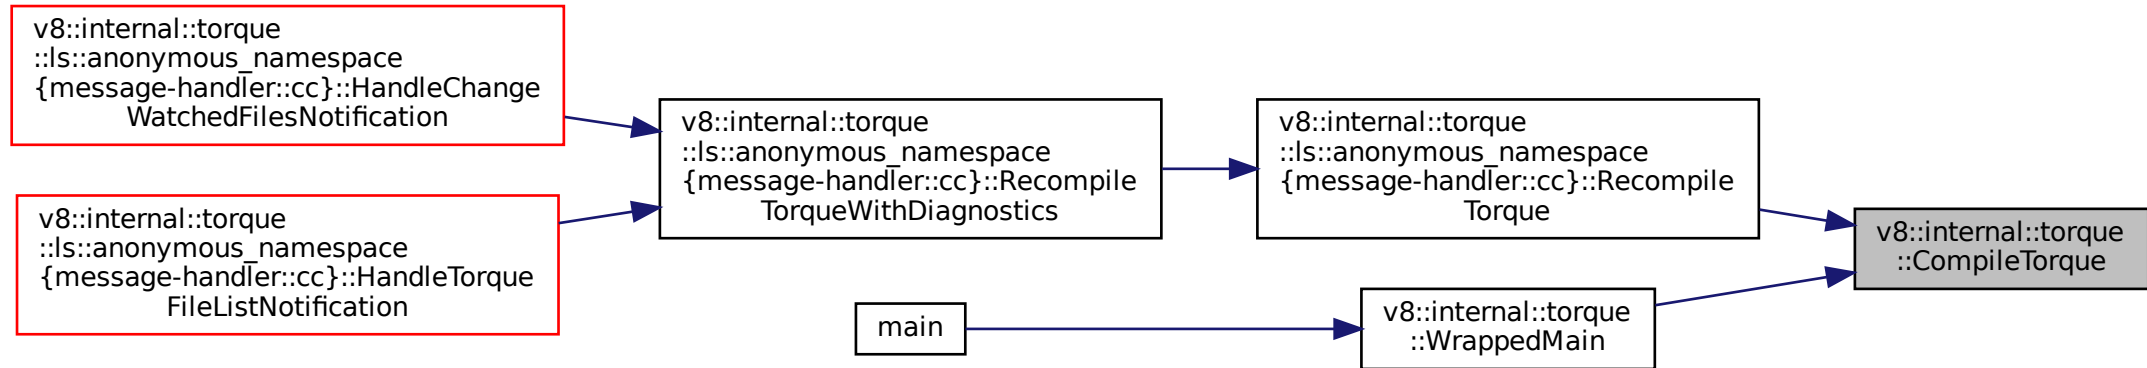 v8::internal::torque
::ls::anonymous_namespace
{message-handler::cc}::HandleChange
WatchedFilesNotification
v8::internal::torque
::ls::anonymous_namespace
{message-handler::cc}::HandleTorque
FileListNotification
v8::internal::torque
::ls::anonymous_namespace
{message-handler::cc}::Recompile
TorqueWithDiagnostics
v8::internal::torque
::ls::anonymous_namespace
{message-handler::cc}::Recompile
Torque
main
v8::internal::torque
::WrappedMain
v8::internal::torque
::CompileTorque